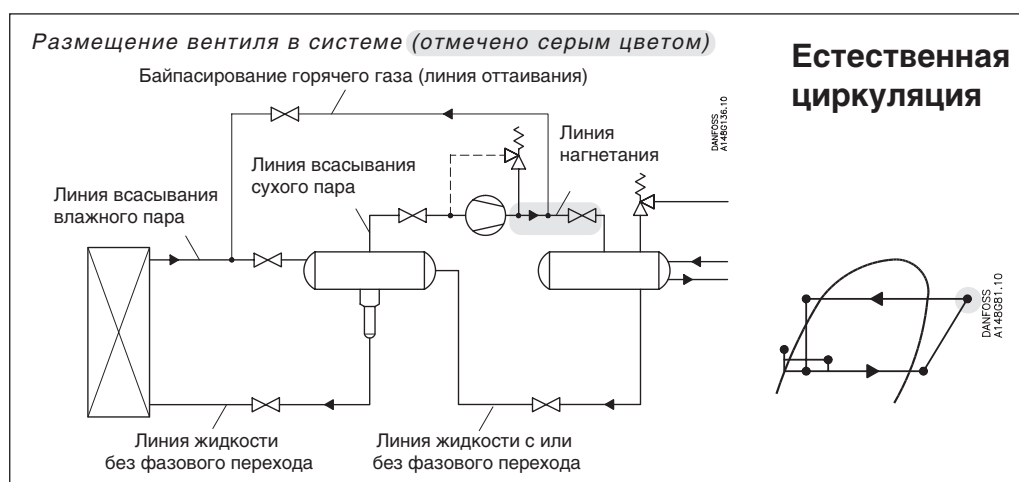 Размещение вентиля в системе (отмечено серым цветом)
Естественная
циркуляция
Байпасирование горячего газа (линия оттаивания)
DANFOSS
A148G136.10
Линия
нагнетания
Линия всасывания
сухого пара
Линия всасывания
влажного пара
DANFOSS
A148G81.10
Линия жидкости
без фазового перехода
Линия жидкости с или
без фазового перехода